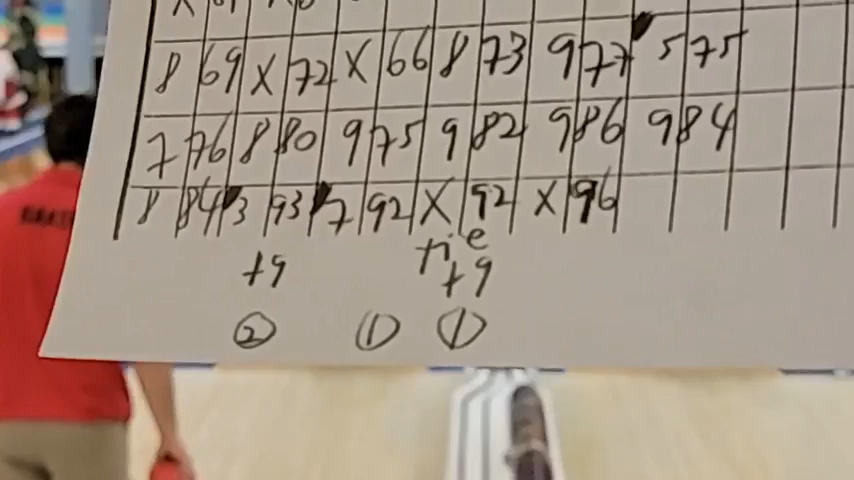 8 69 X 72 X 66 8 73 9 77 5 75
7 76 8 80 9 75 9 82 9 86 9 84
8 84 3 93 7 92 X 92 X 96
tie
+9 +9
② ① ①